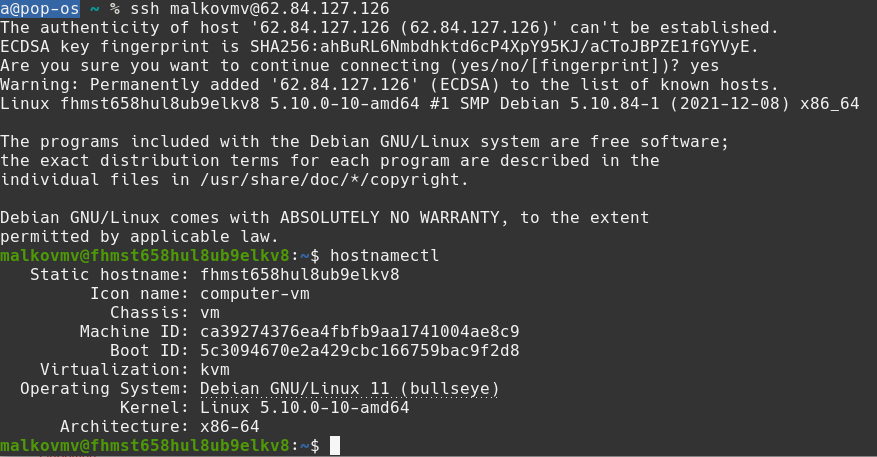 a@pop-os ~ % ssh malkovmv@62.84.127.126
The authenticity of host '62.84.127.126 (62.84.127.126)' can't be established.
ECDSA key fingerprint is SHA256:ahBuRL6Nmbdhktd6cP4XpY95KJ/aCToJBPZE1fGYVyE.
Are you sure you want to continue connecting (yes/no/[fingerprint])? yes
Warning: Permanently added '62.84.127.126' (ECDSA) to the list of known hosts.
Linux fhmst658hul8ub9elkv8 5.10.0-10-amd64 #1 SMP Debian 5.10.84-1 (2021-12-08) x86_64
The programs included with the Debian GNU/Linux system are free software;
the exact distribution terms for each program are described in the
individual files in /usr/share/doc/*/copyright.
Debian GNU/Linux comes with ABSOLUTELY NO WARRANTY, to the extent
permitted by applicable law.
malkovmv@fhmst658hul8ub9elkv8:~$ hostnamectl
Static hostname: fhmst658hul8ub9elkv8
Icon name: computer-vm
Chassis: vm
Machine ID: ca39274376ea4fbfb9aa1741004ae8c9
Boot ID: 5c3094670e2a429cbc166759bac9f2d8
Virtualization: kvm
Operating System: Debian GNU/Linux 11 (bullseye)
Kernel: Linux 5.10.0-10-amd64
Architecture: x86-64
malkovmv@fhmst658hul8ub9elkv8:~$